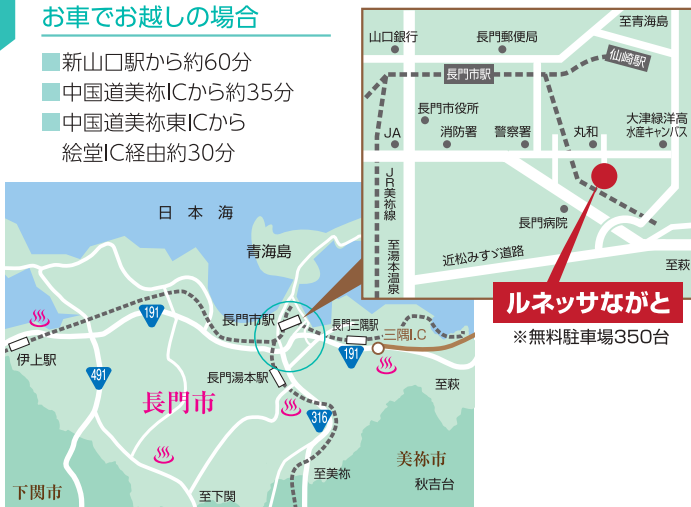 お車でお越しの場合
新山口駅から約60分
中国道美祢ICから約35分
中国道美祢東ICから
絵堂IC経由約30分
至青海島
山口銀行
長門郵便局
仙崎駅
長門市駅
長門市役所
JA
消防署
警察署
丸和
大津緑洋高
水産キャンパス
JR美祢線
至湯本温泉
長門病院
近松みすゞ道路
至萩
ルネッサながと
※無料駐車場350台
日本海
青海島
長門市駅
長門三隅駅
三隅I.C
191
191
伊上駅
491
長門湯本駅
至萩
長門市
316
至美祢
美祢市
秋吉台
下関市
至下関